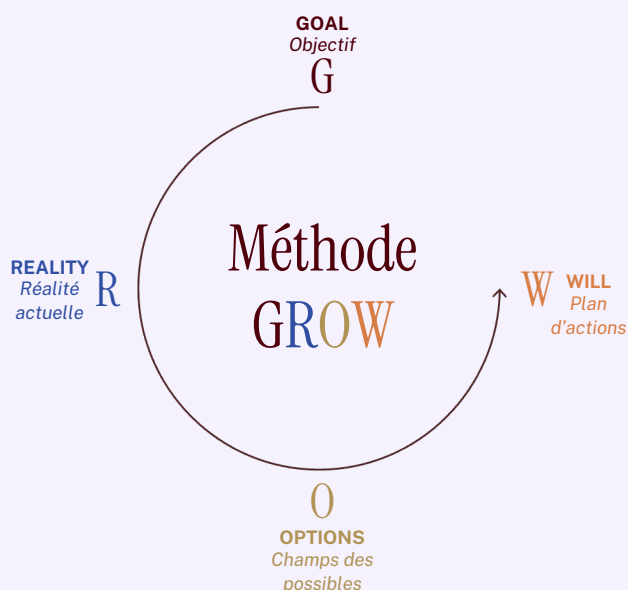 GOAL
Objectif
G
Méthode
GROW
REALITY
Réalité
actuelle
R
W
WILL
Plan
d'actions
O
OPTIONS
Champs des
possibles